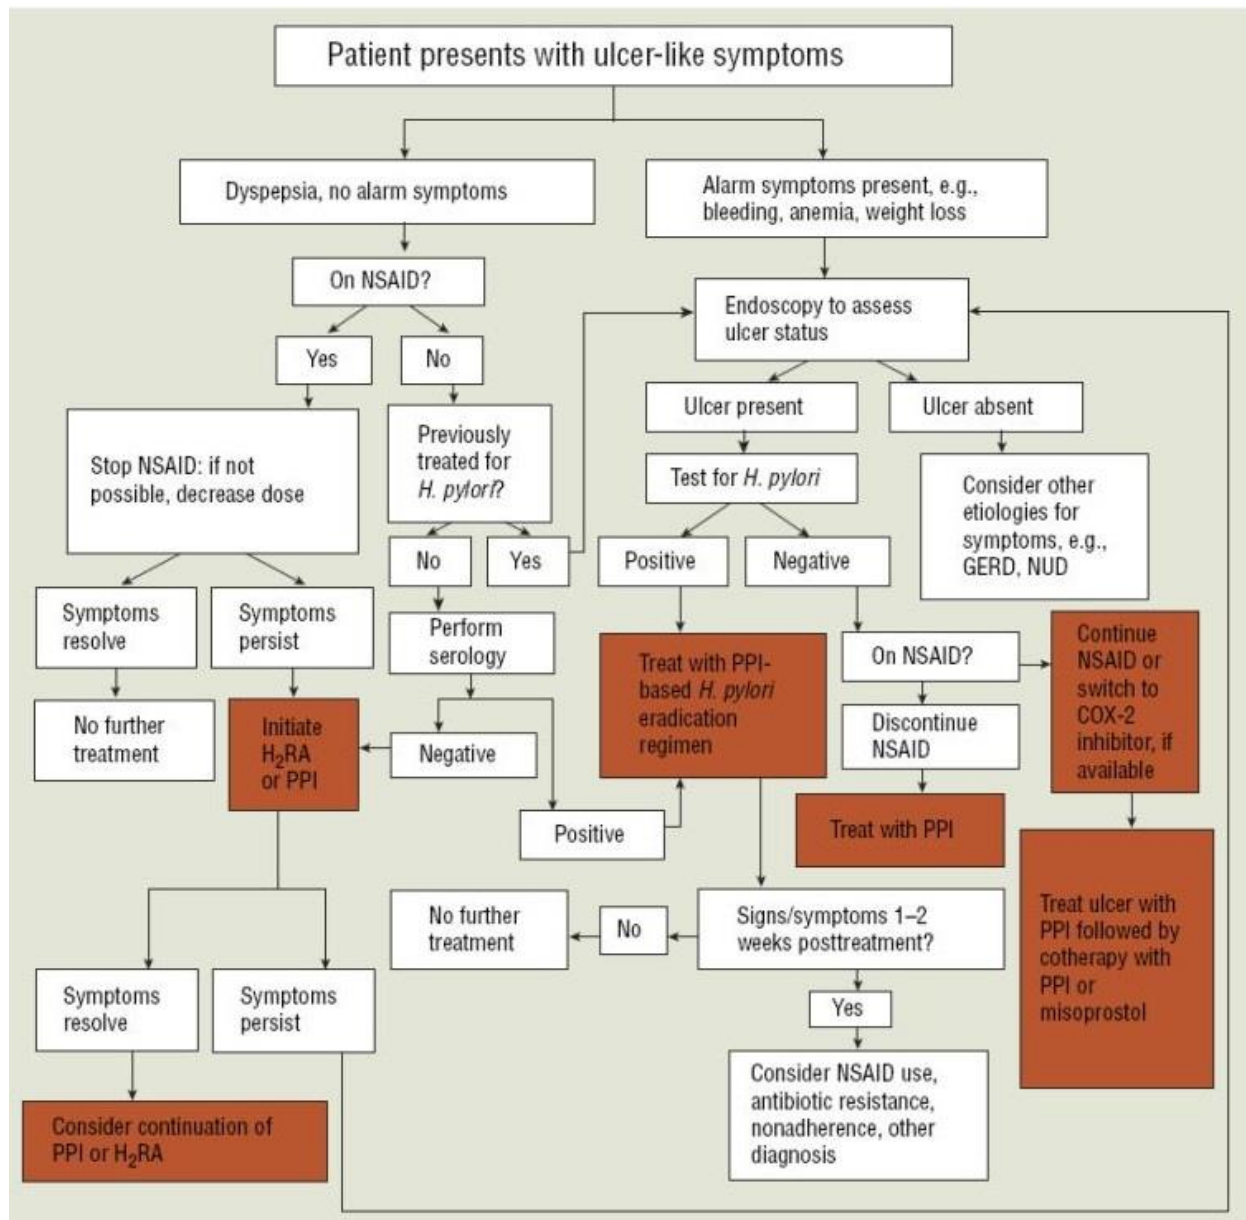 Patient presents with ulcer-like symptoms
Dyspepsia, no alarm symptoms
Alarm symptoms present, e.g.,
bleeding, anemia, weight loss
On NSAID?
Endoscopy to assess
ulcer status
Yes
No
Ulcer present
Ulcer absent
Stop NSAID: if not
possible, decrease dose
Previously
treated for
H. pylori?
Test for H. pylori
Consider other
etiologies for
symptoms, e.g.,
GERD, NUD
No
Yes
Positive
Negative
Symptoms
resolve
Symptoms
persist
Perform
serology
Treat with PPI-
based H. pylori
eradication
regimen
On NSAID?
Continue
NSAID or
switch to
COX-2
inhibitor, if
available
No further
treatment
Initiate
H₂RA
or PPI
Negative
Discontinue
NSAID
Positive
Treat with PPI
No further
treatment
No
Signs/symptoms 1–2
weeks posttreatment?
Treat ulcer with
PPI followed by
cotherapy with
PPI or
misoprostol
Symptoms
resolve
Symptoms
persist
Yes
Consider NSAID use,
antibiotic resistance,
nonadherence, other
diagnosis
Consider continuation of
PPI or H₂RA